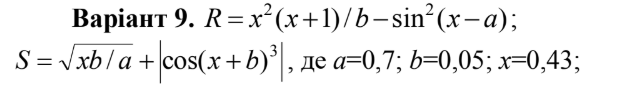 Варіант 9. R = x²(x+1)/b − sin²(x−a);
S = √(xb/a) + |cos(x+b)³|, де a=0,7; b=0,05; x=0,43;